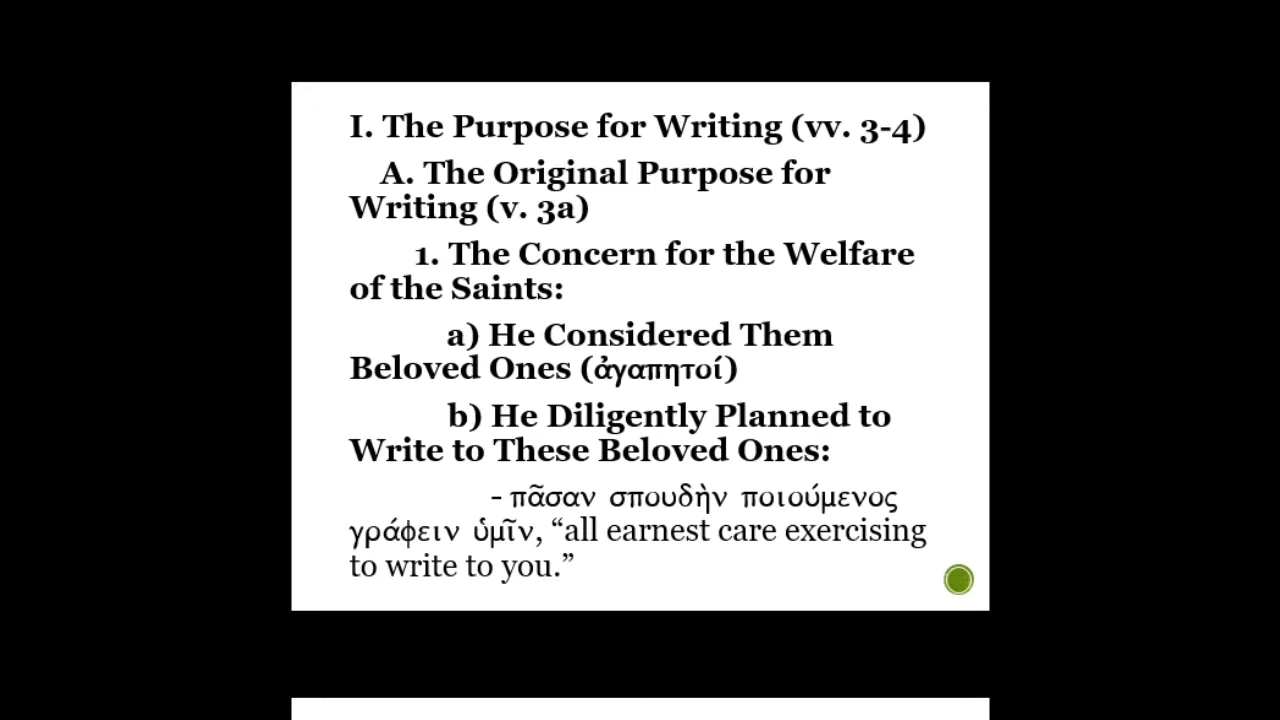 I. The Purpose for Writing (vv. 3-4)
A. The Original Purpose for
Writing (v. 3a)
1. The Concern for the Welfare
of the Saints:
a) He Considered Them
Beloved Ones (ἀγαπητοί)
b) He Diligently Planned to
Write to These Beloved Ones:
- πᾶσαν σπουδὴν ποιούμενος
γράφειν ὑμῖν, “all earnest care exercising
to write to you.”